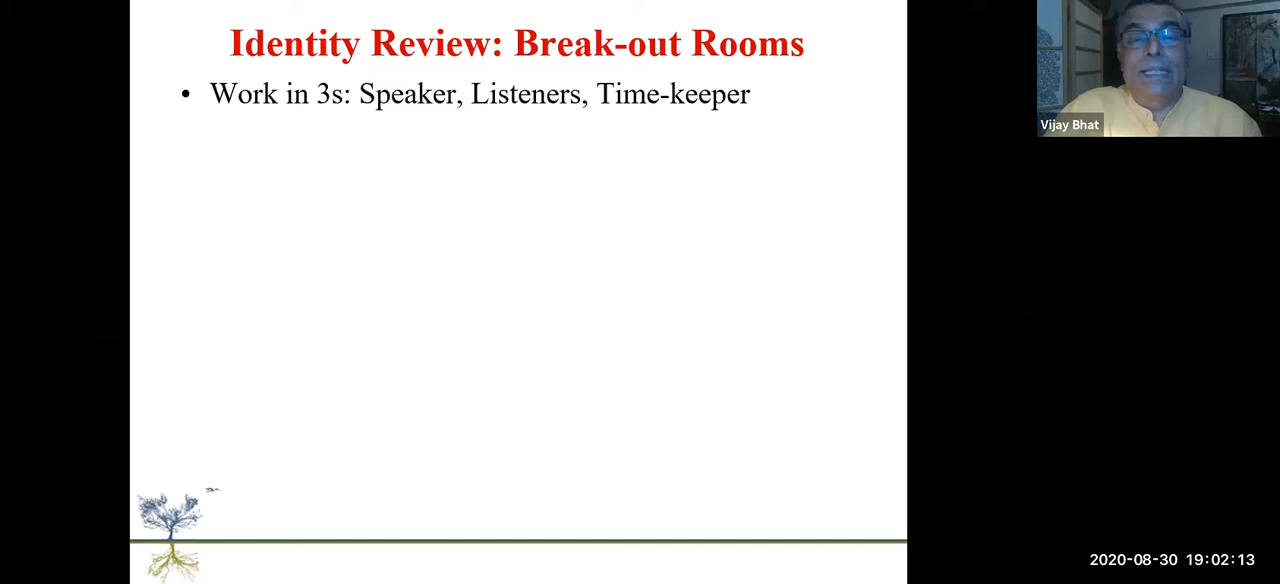 Identity Review: Break-out Rooms
• Work in 3s: Speaker, Listeners, Time-keeper
Vijay Bhat
2020-08-30 19:02:13